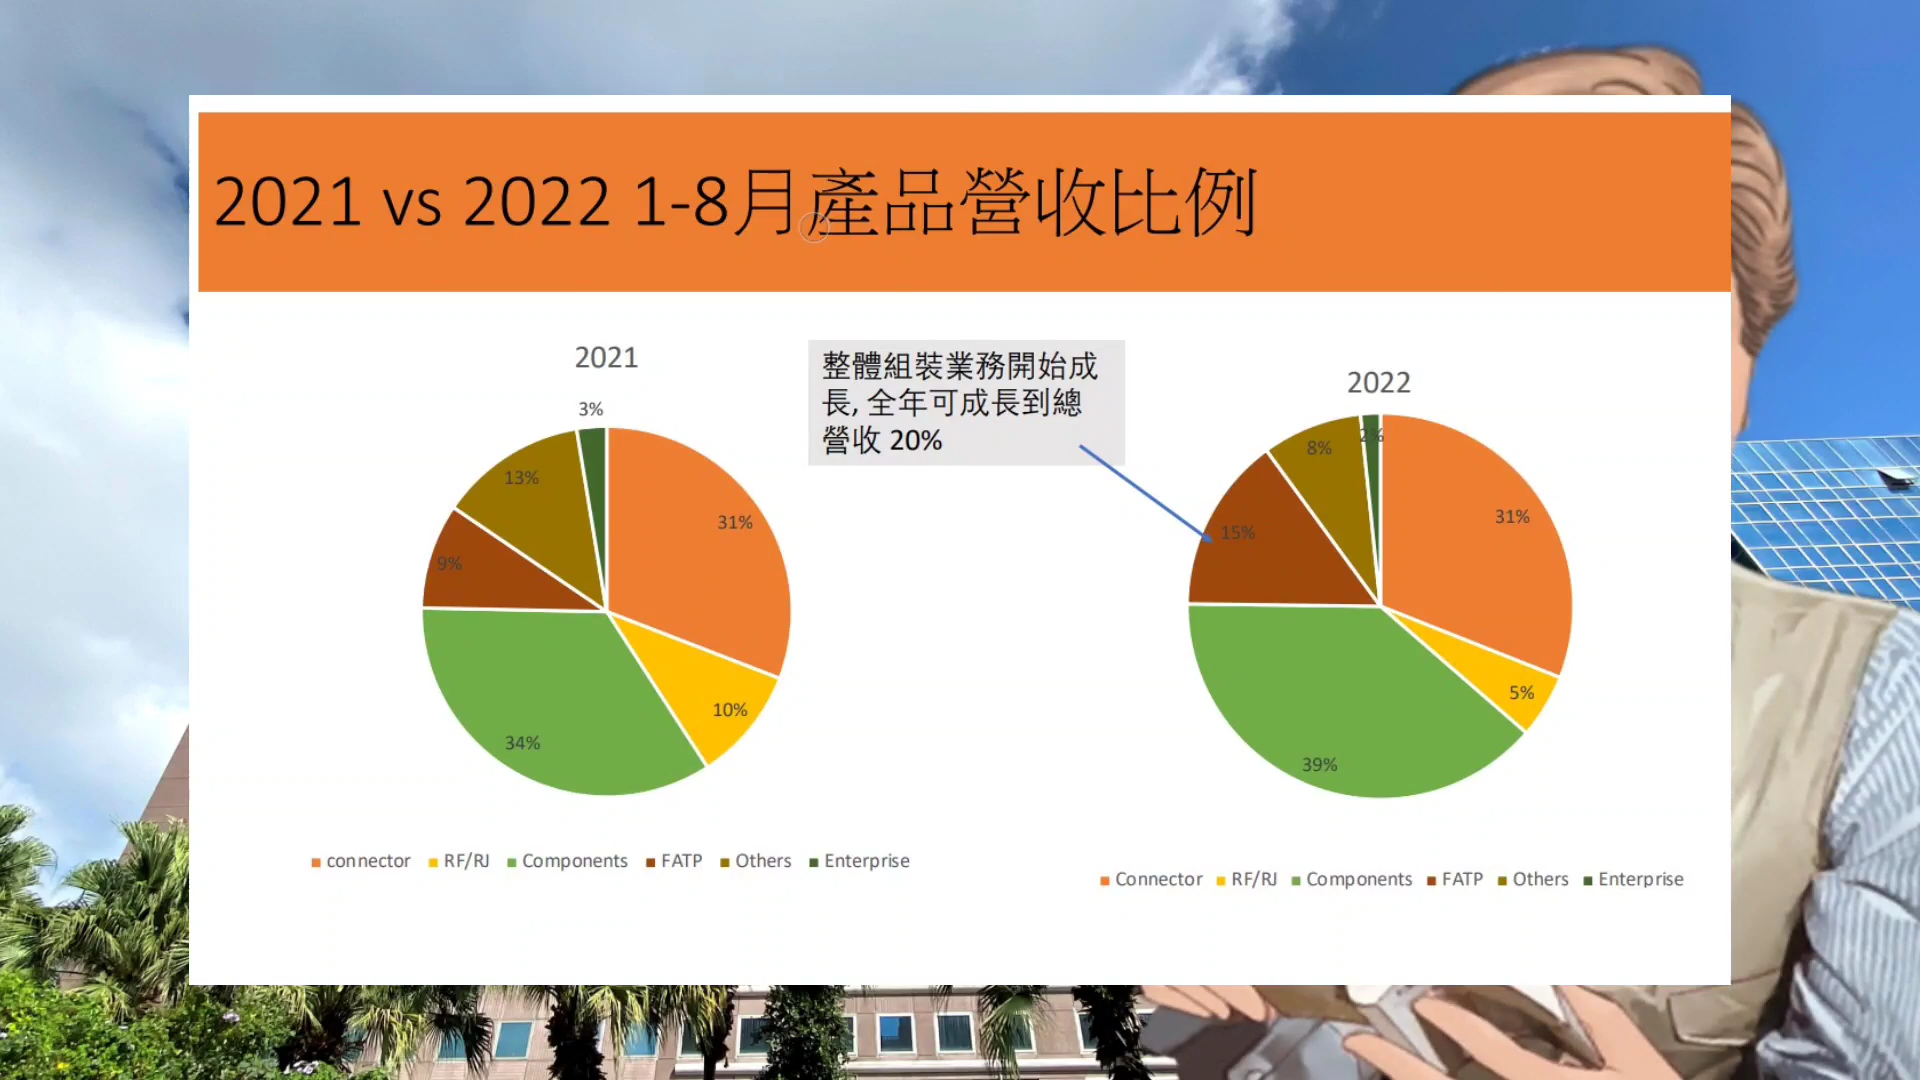 2021 vs 2022 1-8月產品營收比例
2021
3%
13%
31%
9%
10%
34%
connector RF/RJ Components FATP Others Enterprise
整體組裝業務開始成
長, 全年可成長到總
營收 20%
2022
2%
8%
31%
15%
5%
39%
Connector RF/RJ Components FATP Others Enterprise